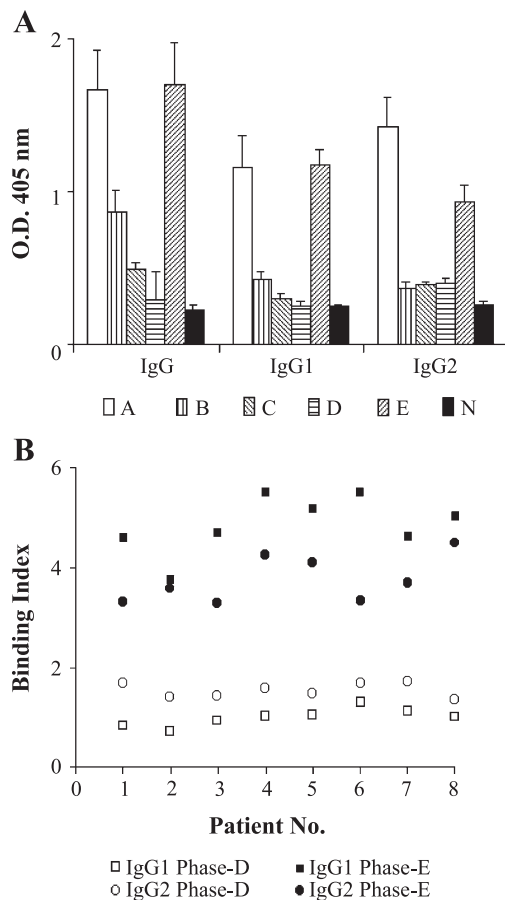 A
2
1
0
O.D. 405 nm
IgG IgG1 IgG2
A B C D E N
B
6
4
2
0
Binding Index
0 1 2 3 4 5 6 7 8
Patient No.
IgG1 Phase-D IgG1 Phase-E
IgG2 Phase-D IgG2 Phase-E